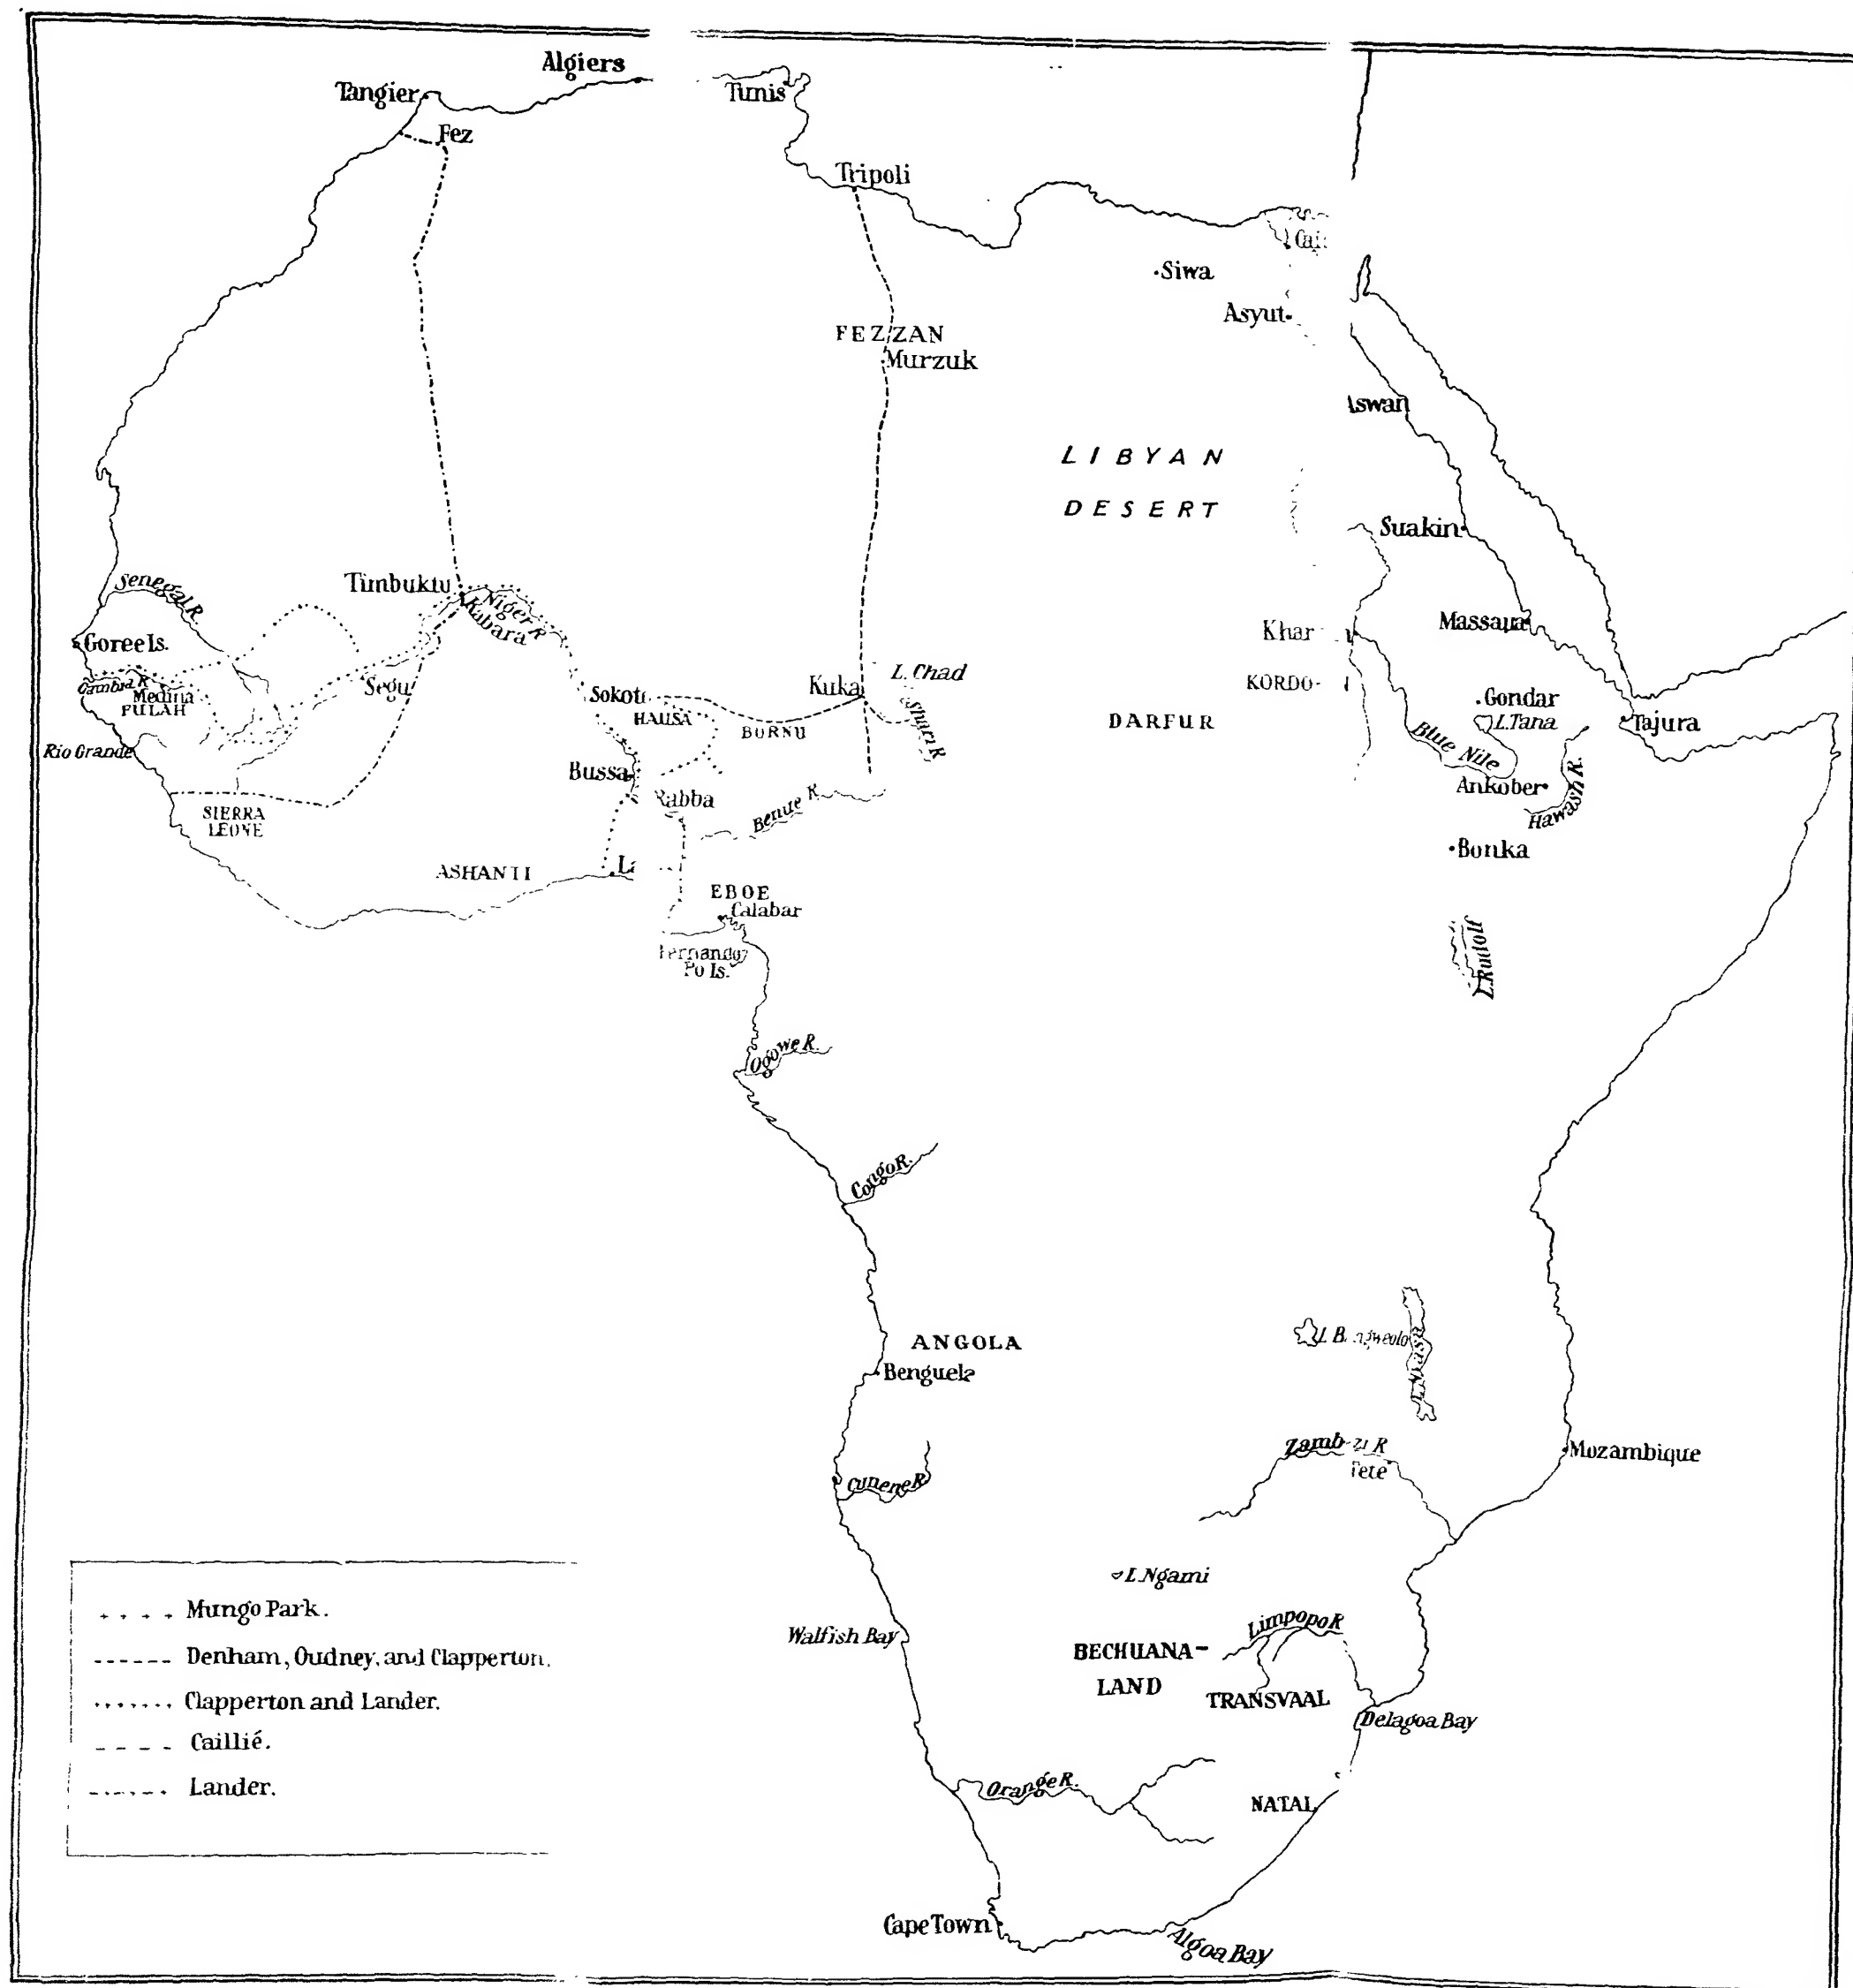 Algiers
Tangier
Tunis
Fez
Tripoli
Siwa
Asyut
FEZZAN
Murzuk
LIBYAN
DESERT
Suakin
Timbuktu
Senegal R.
Niger R
Kabara
Massaua
Goree Is.
Gambia R
Medina
FULAH
Segu
Sokoto
HAUSA
BORNU
Kuka
L. Chad
Shari R
DARFUR
Gondar
L. Tana
Tajura
Rio Grande
Bussa
Rabba
Benue R.
Blue Nile
Ankober
Hawash R.
SIERRA
LEONE
Bonka
ASHANTI
EBOE
Calabar
Fernando
Po Is.
L. Rudolf
Ogowe R.
Congo R.
ANGOLA
Benguela
L. Nyasa
Zamb
R
Tete
Mozambique
Cunene R
L. Ngami
Walfish Bay
Limpopo R
BECHUANA-
LAND
TRANSVAAL
Delagoa Bay
Orange R.
NATAL
Cape Town
Algoa Bay
Mungo Park.
Denham, Oudney, and Clapperton.
Clapperton and Lander.
Caillié.
Lander.